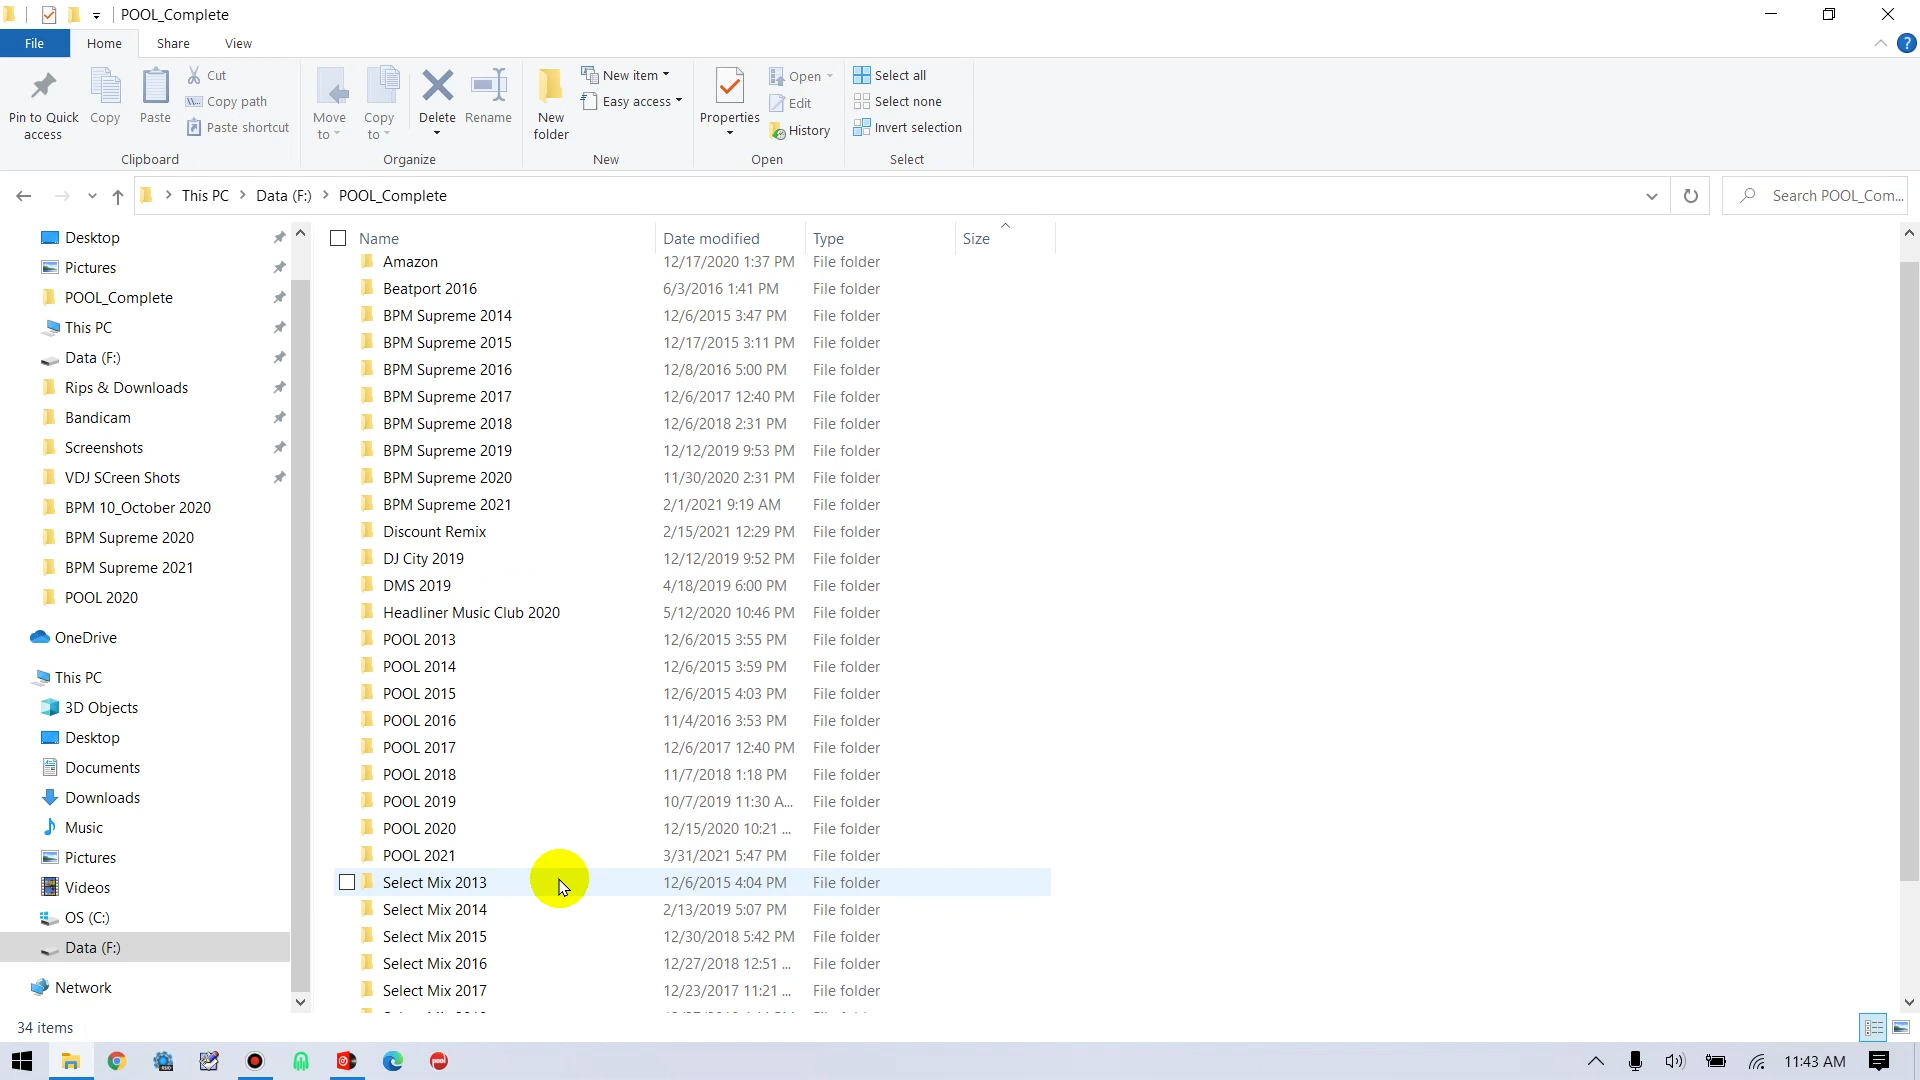 POOL_Complete
File Home Share View
Pin to Quick access
Copy
Paste
Cut
Copy path
Paste shortcut
Move to
Copy to
Delete
Rename
New folder
New item
Easy access
Properties
Open
Edit
History
Select all
Select none
Invert selection
Clipboard Organize New Open Select
This PC > Data (F:) > POOL_Complete
Search POOL_Com...
Desktop
Pictures
POOL_Complete
This PC
Data (F:)
Rips & Downloads
Bandicam
Screenshots
VDJ SCreen Shots
BPM 10_October 2020
BPM Supreme 2020
BPM Supreme 2021
POOL 2020
OneDrive
This PC
3D Objects
Desktop
Documents
Downloads
Music
Pictures
Videos
OS (C:)
Data (F:)
Network
Name Date modified Type Size
Amazon 12/17/2020 1:37 PM File folder
Beatport 2016 6/3/2016 1:41 PM File folder
BPM Supreme 2014 12/6/2015 3:47 PM File folder
BPM Supreme 2015 12/17/2015 3:11 PM File folder
BPM Supreme 2016 12/8/2016 5:00 PM File folder
BPM Supreme 2017 12/6/2017 12:40 PM File folder
BPM Supreme 2018 12/6/2018 2:31 PM File folder
BPM Supreme 2019 12/12/2019 9:53 PM File folder
BPM Supreme 2020 11/30/2020 2:31 PM File folder
BPM Supreme 2021 2/1/2021 9:19 AM File folder
Discount Remix 2/15/2021 12:29 PM File folder
DJ City 2019 12/12/2019 9:52 PM File folder
DMS 2019 4/18/2019 6:00 PM File folder
Headliner Music Club 2020 5/12/2020 10:46 PM File folder
POOL 2013 12/6/2015 3:55 PM File folder
POOL 2014 12/6/2015 3:59 PM File folder
POOL 2015 12/6/2015 4:03 PM File folder
POOL 2016 11/4/2016 3:53 PM File folder
POOL 2017 12/6/2017 12:40 PM File folder
POOL 2018 11/7/2018 1:18 PM File folder
POOL 2019 10/7/2019 11:30 A... File folder
POOL 2020 12/15/2020 10:21 ... File folder
POOL 2021 3/31/2021 5:47 PM File folder
Select Mix 2013 12/6/2015 4:04 PM File folder
Select Mix 2014 2/13/2019 5:07 PM File folder
Select Mix 2015 12/30/2018 5:42 PM File folder
Select Mix 2016 12/27/2018 12:51 ... File folder
Select Mix 2017 12/23/2017 11:21 ... File folder
34 items
pool
11:43 AM